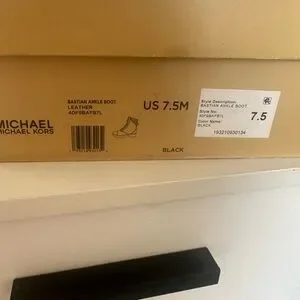 MICHAEL
MICHAEL KORS
BASTIAN ANKLE BOOT
LEATHER
40F9BAFB7L
US 7.5M
BLACK
Style Description:
BASTIAN ANKLE BOOT
Style No:
40F9BAFB7L
Color Name:
BLACK
7.5
193210930134